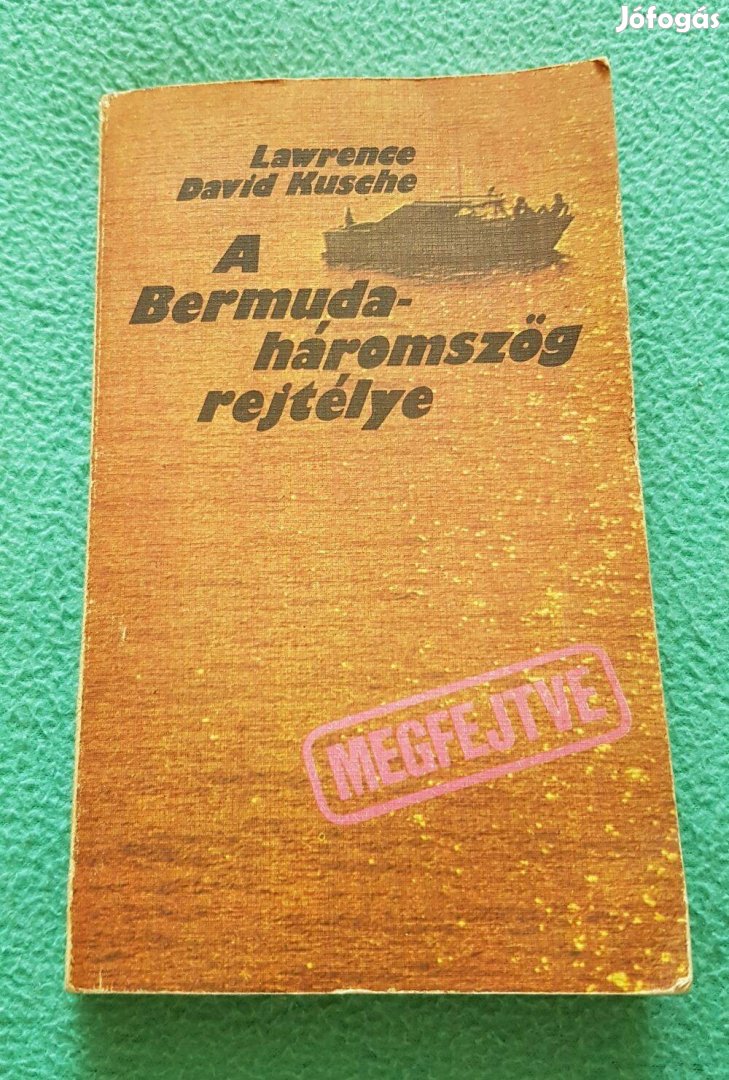 Jófogás
Lawrence
David Kusche
A
Bermuda-
háromszög
rejtélye
MEGFEJTVE